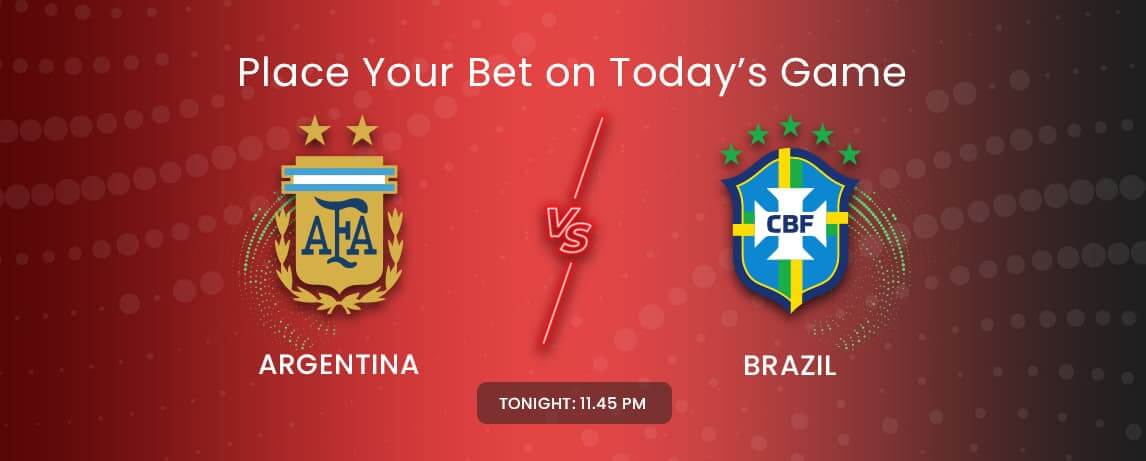 Place Your Bet on Today’s Game
AFA
VS
CBF
ARGENTINA
BRAZIL
TONIGHT: 11.45 PM